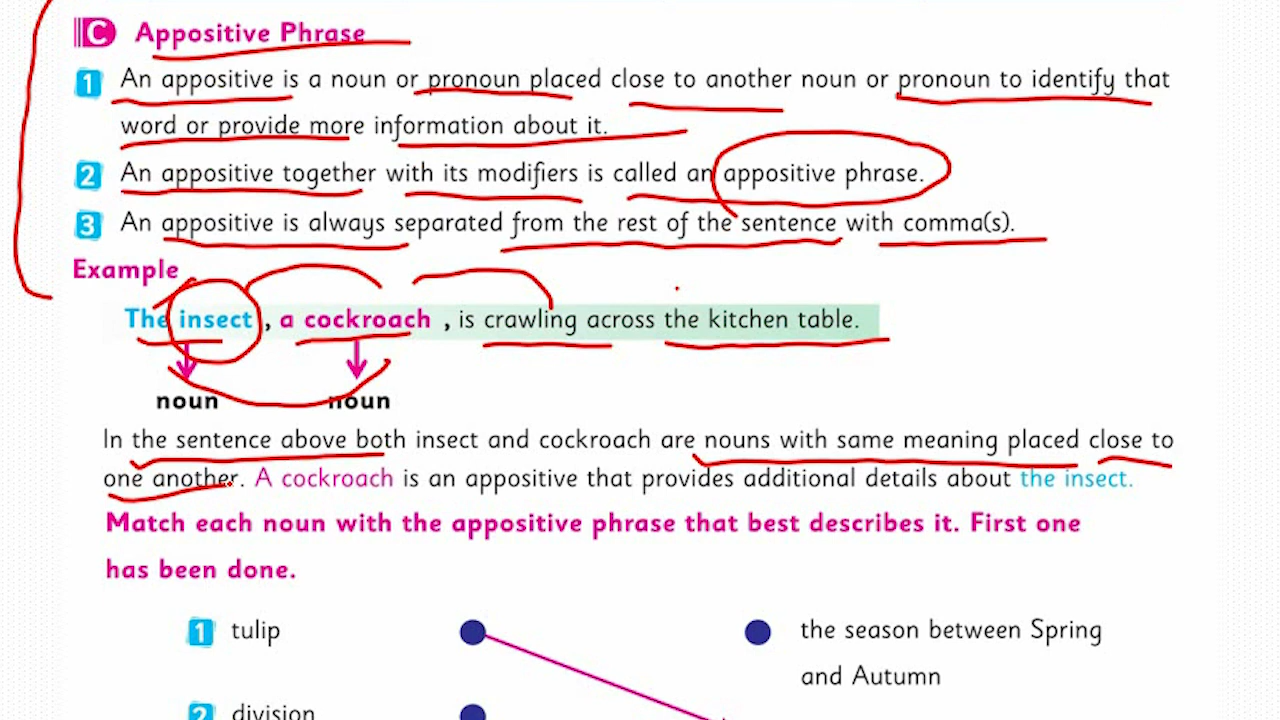 C Appositive Phrase
1 An appositive is a noun or pronoun placed close to another noun or pronoun to identify that
word or provide more information about it.
2 An appositive together with its modifiers is called an appositive phrase.
3 An appositive is always separated from the rest of the sentence with comma(s).
Example
The insect, a cockroach, is crawling across the kitchen table.
noun noun
In the sentence above both insect and cockroach are nouns with same meaning placed close to
one another. A cockroach is an appositive that provides additional details about the insect.
Match each noun with the appositive phrase that best describes it. First one
has been done.
1 tulip the season between Spring
and Autumn
2 division